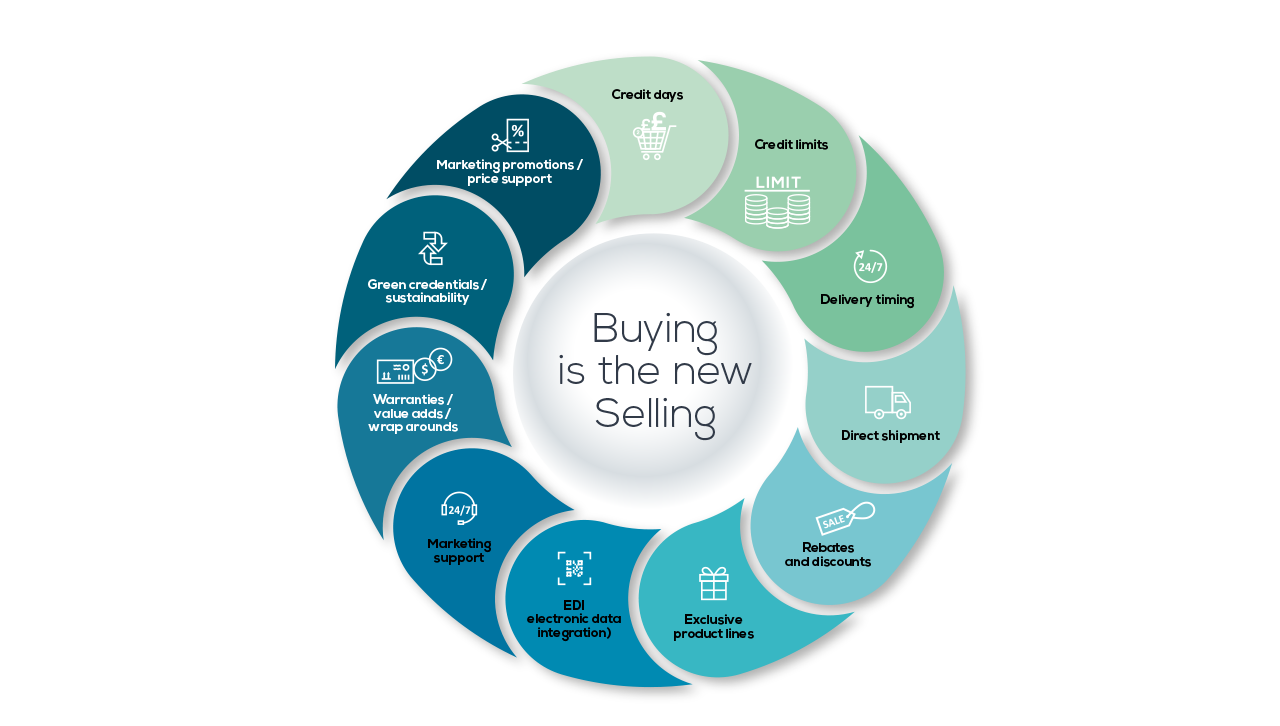 Credit days
£
£
Credit limits
LIMIT
24/7
Delivery timing
Direct shipment
SALE
Rebates
and discounts
Exclusive
product lines
EDI
electronic data
integration)
24/7
Marketing
support
$
€
Warranties /
value adds /
wrap arounds
Green credentials /
sustainability
%
Marketing promotions /
price support
Buying
is the new
Selling